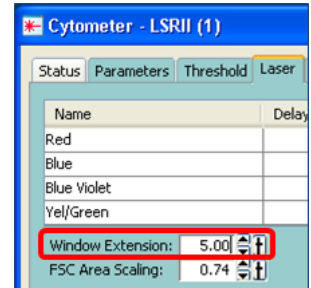 Cytometer - LSRII (1)
Status Parameters Threshold Laser
Name Delay
Red
Blue
Blue Violet
Yel/Green
Window Extension: 5.00
FSC Area Scaling: 0.74